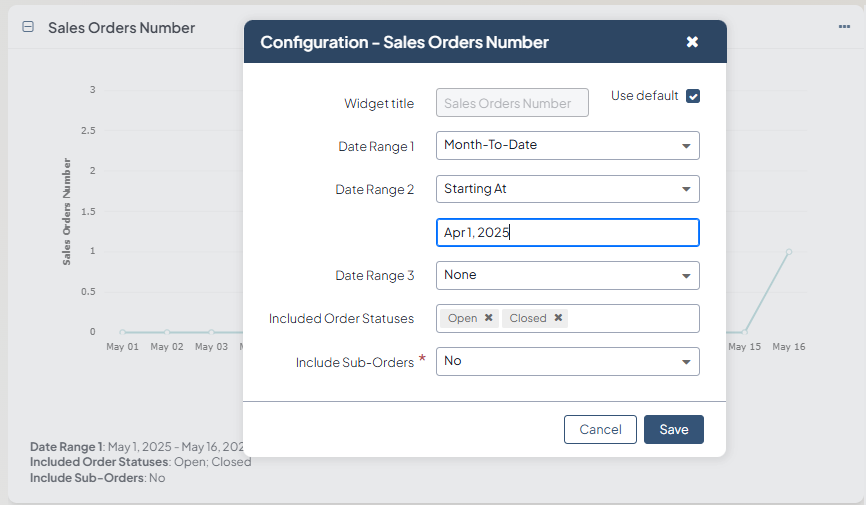 Sales Orders Number
Configuration - Sales Orders Number
Widget title
Sales Orders Number
Use default
Date Range 1
Month-To-Date
Date Range 2
Starting At
Apr 1, 2025
Date Range 3
None
Included Order Statuses
Open ✖ Closed ✖
Include Sub-Orders *
No
Cancel
Save
Sales Orders Number
3
2.5
2
1.5
1
0.5
0
May 01 May 02 May 03 May 15 May 16
Date Range 1: May 1, 2025 - May 16, 202
Included Order Statuses: Open; Closed
Include Sub-Orders: No